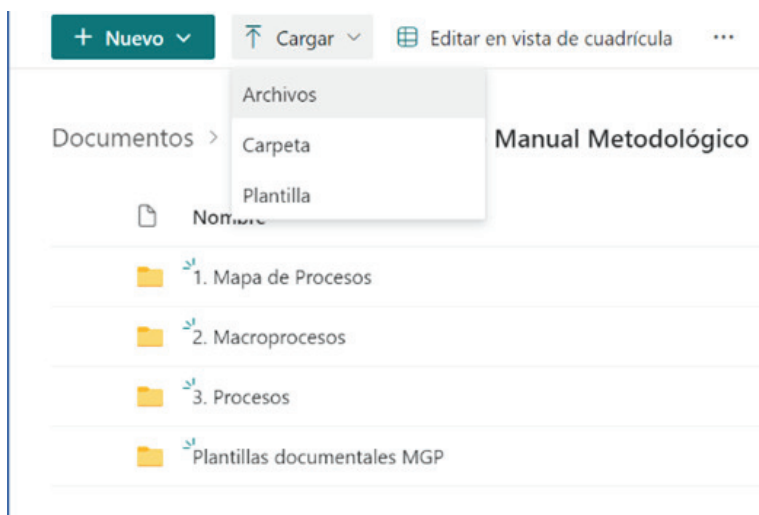 + Nuevo Cargar Editar en vista de cuadrícula ...
Archivos
Documentos > Carpeta Manual Metodológico
Plantilla
Nombre
1. Mapa de Procesos
2. Macroprocesos
3. Procesos
Plantillas documentales MGP